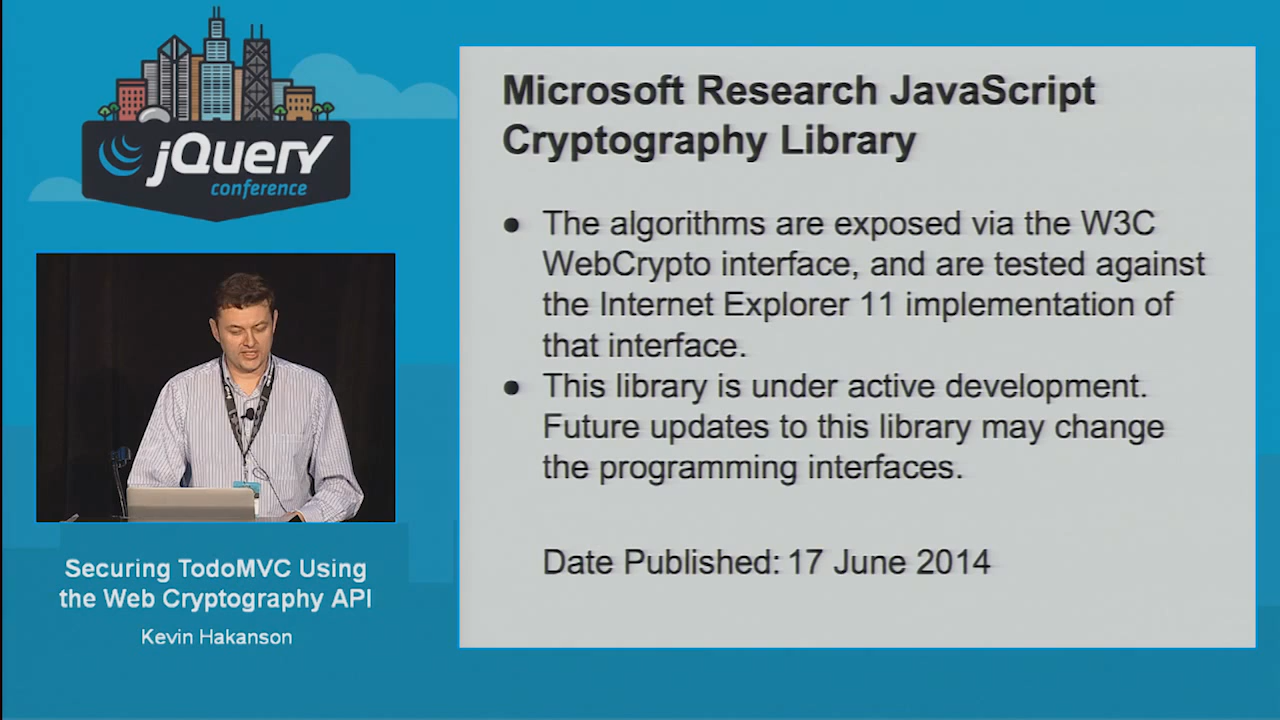 jQuery
conference
Microsoft Research JavaScript
Cryptography Library
● The algorithms are exposed via the W3C
WebCrypto interface, and are tested against
the Internet Explorer 11 implementation of
that interface.
● This library is under active development.
Future updates to this library may change
the programming interfaces.
Date Published: 17 June 2014
Securing TodoMVC Using
the Web Cryptography API
Kevin Hakanson